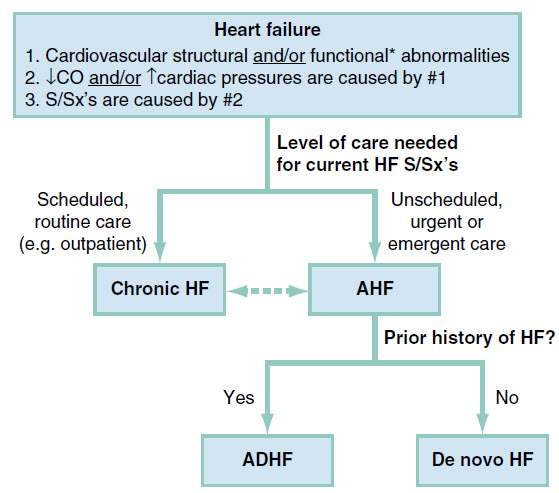 Heart failure
1. Cardiovascular structural and/or functional* abnormalities
2. ↓CO and/or ↑cardiac pressures are caused by #1
3. S/Sx's are caused by #2
Level of care needed
for current HF S/Sx's
Scheduled,
routine care
(e.g. outpatient)
Unscheduled,
urgent or
emergent care
Chronic HF
AHF
Prior history of HF?
Yes
No
ADHF
De novo HF